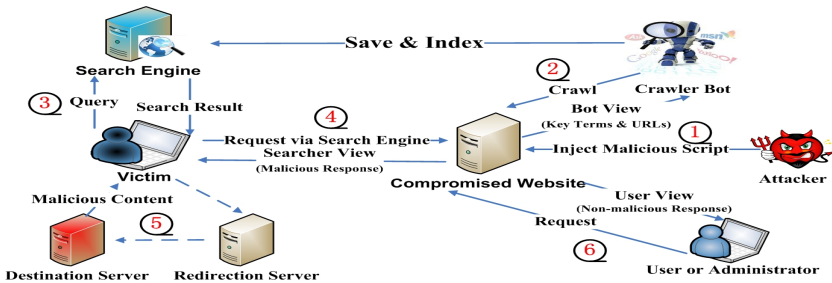 Save & Index
msn
Search Engine
2
Crawl
Crawler Bot
3
Query
Search Result
4
Bot View
(Key Terms & URLs)
1
Request via Search Engine
Inject Malicious Script
Searcher View
(Malicious Response)
Victim
Compromised Website
Attacker
Malicious Content
User View
(Non-malicious Response)
5
Request
6
Destination Server
Redirection Server
User or Administrator